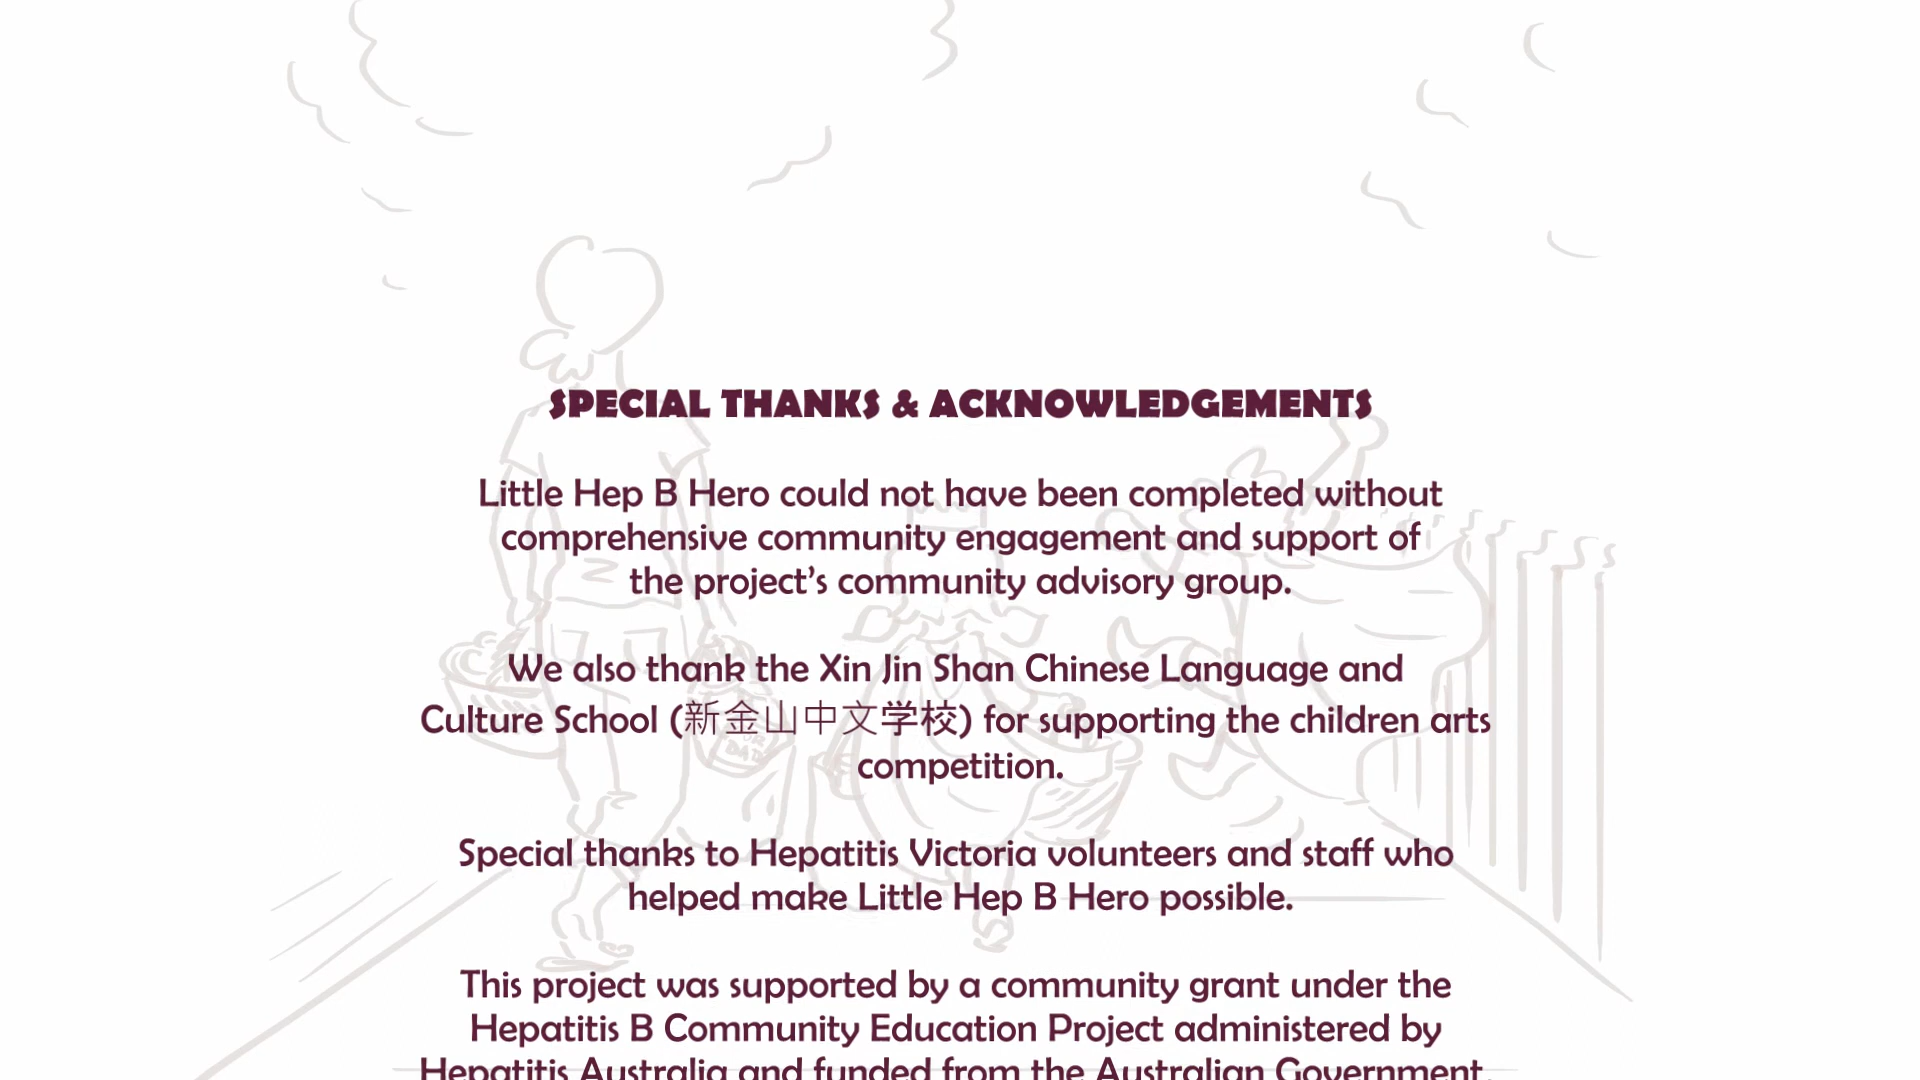 SPECIAL THANKS & ACKNOWLEDGEMENTS
Little Hep B Hero could not have been completed without
comprehensive community engagement and support of
the project’s community advisory group.
We also thank the Xin Jin Shan Chinese Language and
Culture School (新金山中文学校) for supporting the children arts
competition.
Special thanks to Hepatitis Victoria volunteers and staff who
helped make Little Hep B Hero possible.
This project was supported by a community grant under the
Hepatitis B Community Education Project administered by
Hepatitis Australia and funded from the Australian Government.